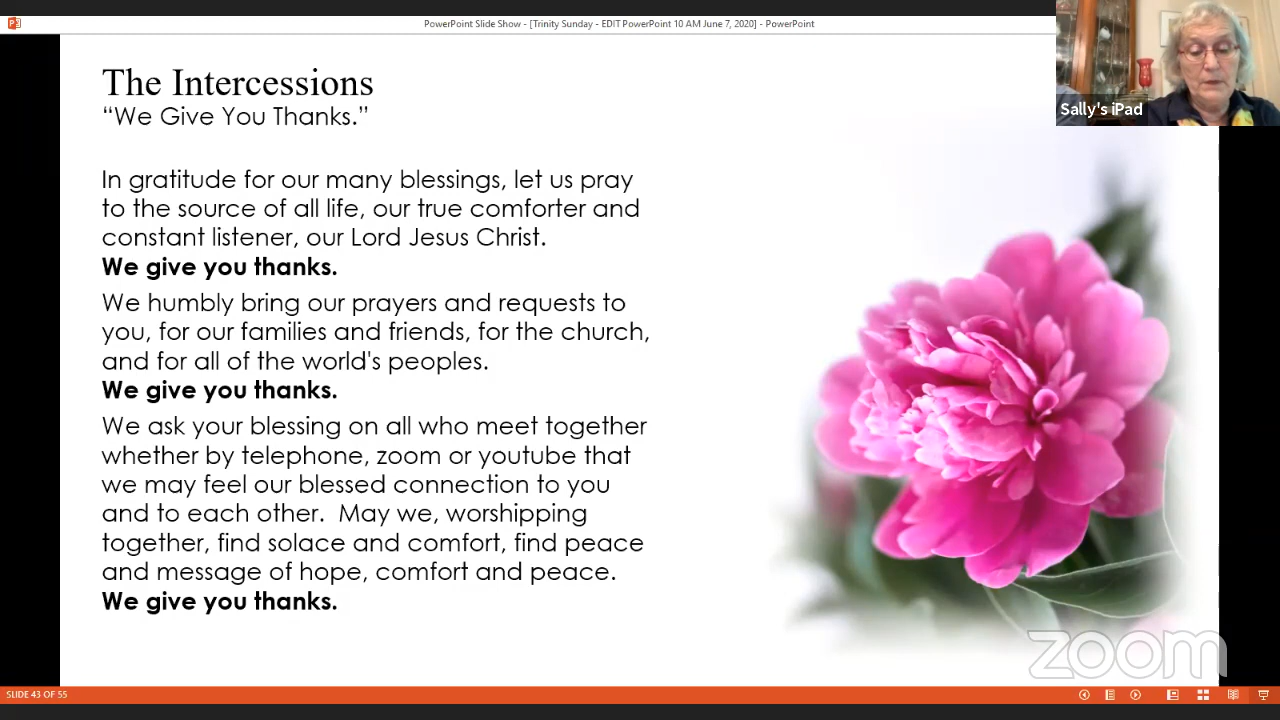 PowerPoint Slide Show - [Trinity Sunday - EDIT PowerPoint 10 AM June 7, 2020] - PowerPoint
Sally's iPad
The Intercessions
“We Give You Thanks.”
In gratitude for our many blessings, let us pray
to the source of all life, our true comforter and
constant listener, our Lord Jesus Christ.
We give you thanks.
We humbly bring our prayers and requests to
you, for our families and friends, for the church,
and for all of the world's peoples.
We give you thanks.
We ask your blessing on all who meet together
whether by telephone, zoom or youtube that
we may feel our blessed connection to you
and to each other.  May we, worshipping
together, find solace and comfort, find peace
and message of hope, comfort and peace.
We give you thanks.
zoom
SLIDE 43 OF 55